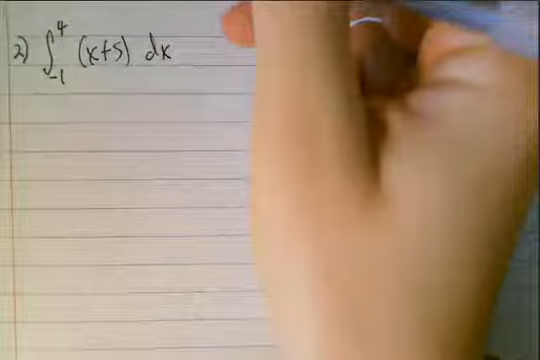 2) ∫₋₁⁴ (x+5) dx